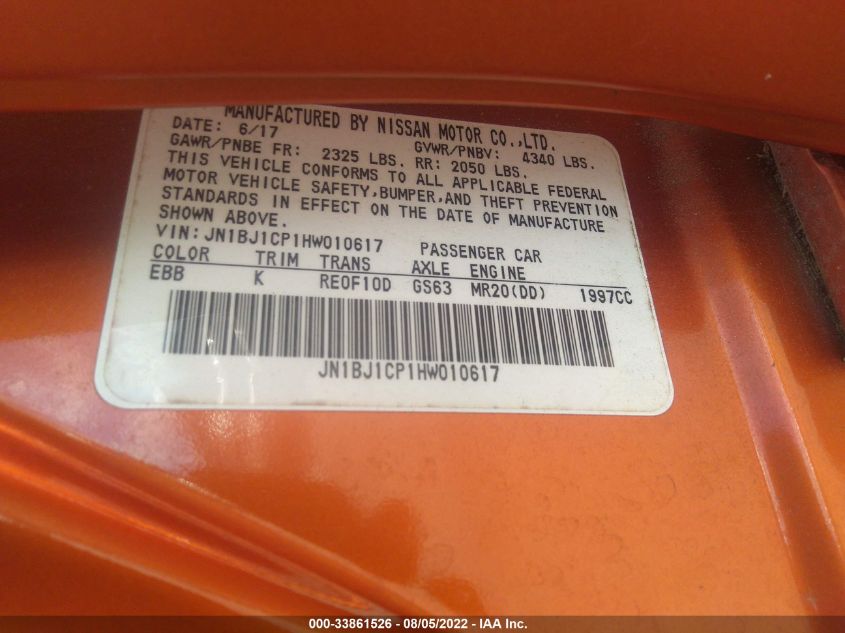 MANUFACTURED BY NISSAN MOTOR CO.,LTD.
DATE: 6/17 GVWR/PNBV: 4340 LBS.
GAWR/PNBE FR: 2325 LBS. RR: 2050 LBS.
THIS VEHICLE CONFORMS TO ALL APPLICABLE FEDERAL
MOTOR VEHICLE SAFETY,BUMPER,AND THEFT PREVENTION
STANDARDS IN EFFECT ON THE DATE OF MANUFACTURE
SHOWN ABOVE.
VIN: JN1BJ1CP1HW010617 PASSENGER CAR
COLOR TRIM TRANS AXLE ENGINE
EBB K RE0F10D GS63 MR20(DD) 1997CC
JN1BJ1CP1HW010617
000-33861526 - 08/05/2022 - IAA Inc.